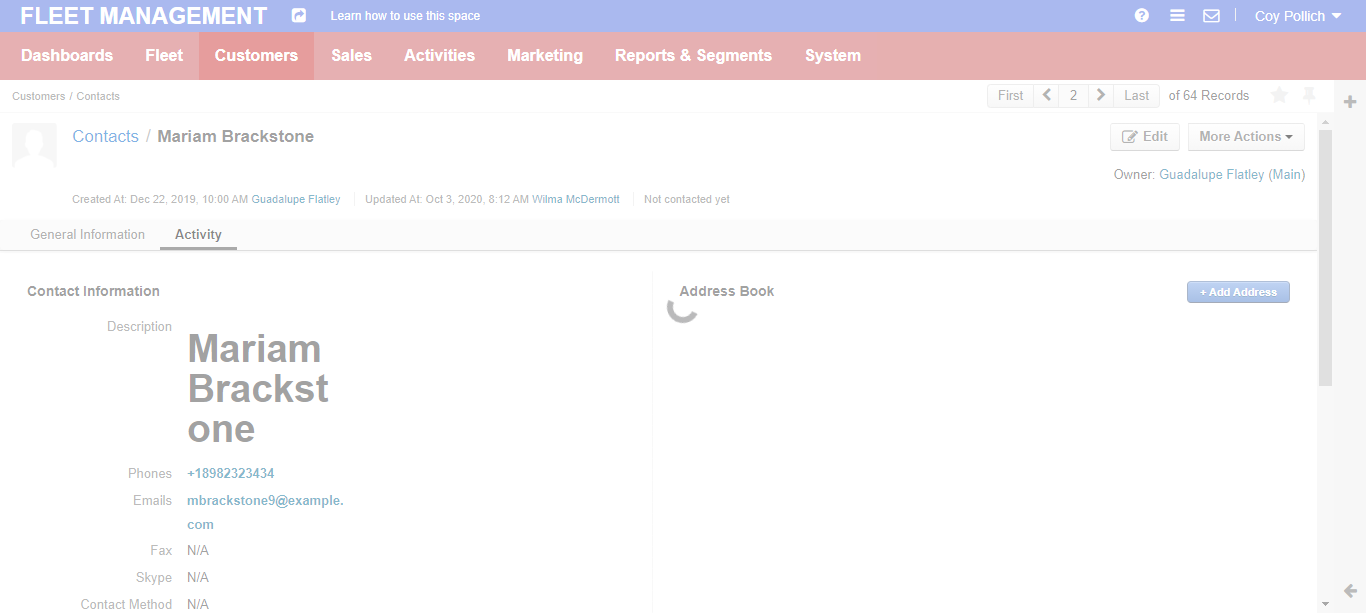 FLEET MANAGEMENT Learn how to use this space Coy Pollich
Dashboards Fleet Customers Sales Activities Marketing Reports & Segments System
Customers / Contacts First 2 Last of 64 Records
Contacts / Mariam Brackstone Edit More Actions
Owner: Guadalupe Flatley (Main)
Created At: Dec 22, 2019, 10:00 AM Guadalupe Flatley Updated At: Oct 3, 2020, 8:12 AM Wilma McDermott Not contacted yet
General Information Activity
Contact Information Address Book + Add Address
Description Mariam
Brackst
one
Phones +18982323434
Emails mbrackstone9@example.
com
Fax N/A
Skype N/A
Contact Method N/A